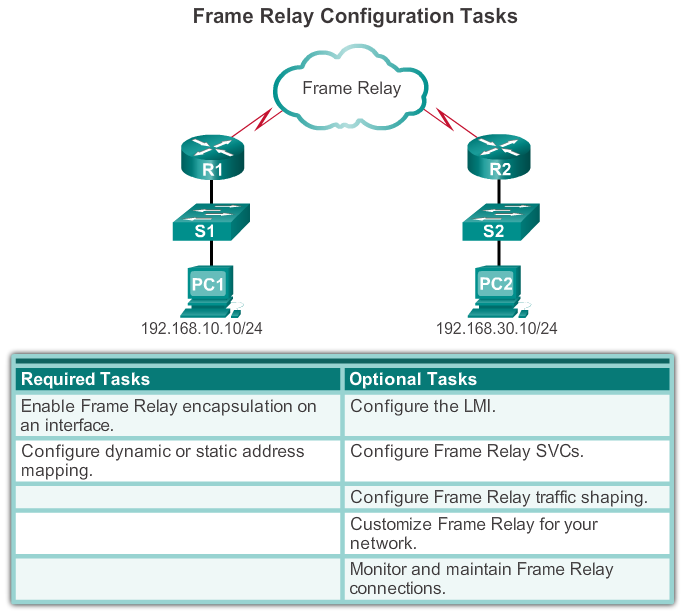 Frame Relay Configuration Tasks
Frame Relay
R1
R2
S1
S2
PC1
PC2
192.168.10.10/24
192.168.30.10/24
Required Tasks
Optional Tasks
Enable Frame Relay encapsulation on
an interface.
Configure the LMI.
Configure dynamic or static address
mapping.
Configure Frame Relay SVCs.
Configure Frame Relay traffic shaping.
Customize Frame Relay for your
network.
Monitor and maintain Frame Relay
connections.